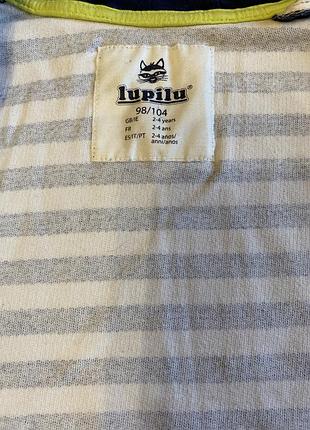 lupilu
98/104
GB/IE 2-4 years
FR 2-4 ans
ES/IT/PT 2-4 años/
anni/anos